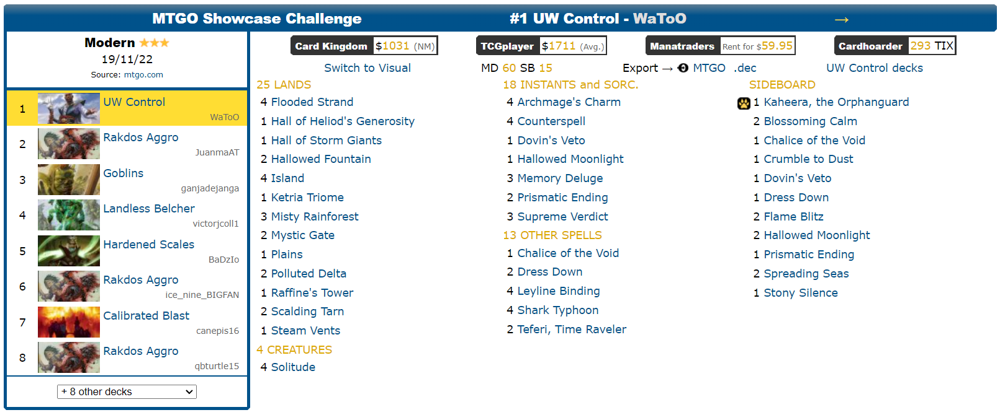 MTGO Showcase Challenge
#1 UW Control - WaToO →
Modern
19/11/22
Source: mtgo.com
1 UW Control
WaToO
2 Rakdos Aggro
JuanmaAT
3 Goblins
ganjadejanga
4 Landless Belcher
victorjcoll1
5 Hardened Scales
BaDzIo
6 Rakdos Aggro
ice_nine_BIGFAN
7 Calibrated Blast
canepis16
8 Rakdos Aggro
qbturtle15
+ 8 other decks
Card Kingdom $1031 (NM)
TCGplayer $1711 (Avg.)
Manatraders Rent for $59.95
Cardhoarder 293 TIX
Switch to Visual
MD 60 SB 15
Export → MTGO .dec
UW Control decks
25 LANDS
4 Flooded Strand
1 Hall of Heliod's Generosity
1 Hall of Storm Giants
2 Hallowed Fountain
4 Island
1 Ketria Triome
3 Misty Rainforest
2 Mystic Gate
1 Plains
2 Polluted Delta
1 Raffine's Tower
2 Scalding Tarn
1 Steam Vents
4 CREATURES
4 Solitude
18 INSTANTS and SORC.
4 Archmage's Charm
4 Counterspell
1 Dovin's Veto
1 Hallowed Moonlight
3 Memory Deluge
2 Prismatic Ending
3 Supreme Verdict
13 OTHER SPELLS
1 Chalice of the Void
2 Dress Down
4 Leyline Binding
4 Shark Typhoon
2 Teferi, Time Raveler
SIDEBOARD
1 Kaheera, the Orphanguard
2 Blossoming Calm
1 Chalice of the Void
1 Crumble to Dust
1 Dovin's Veto
1 Dress Down
2 Flame Blitz
2 Hallowed Moonlight
1 Prismatic Ending
2 Spreading Seas
1 Stony Silence